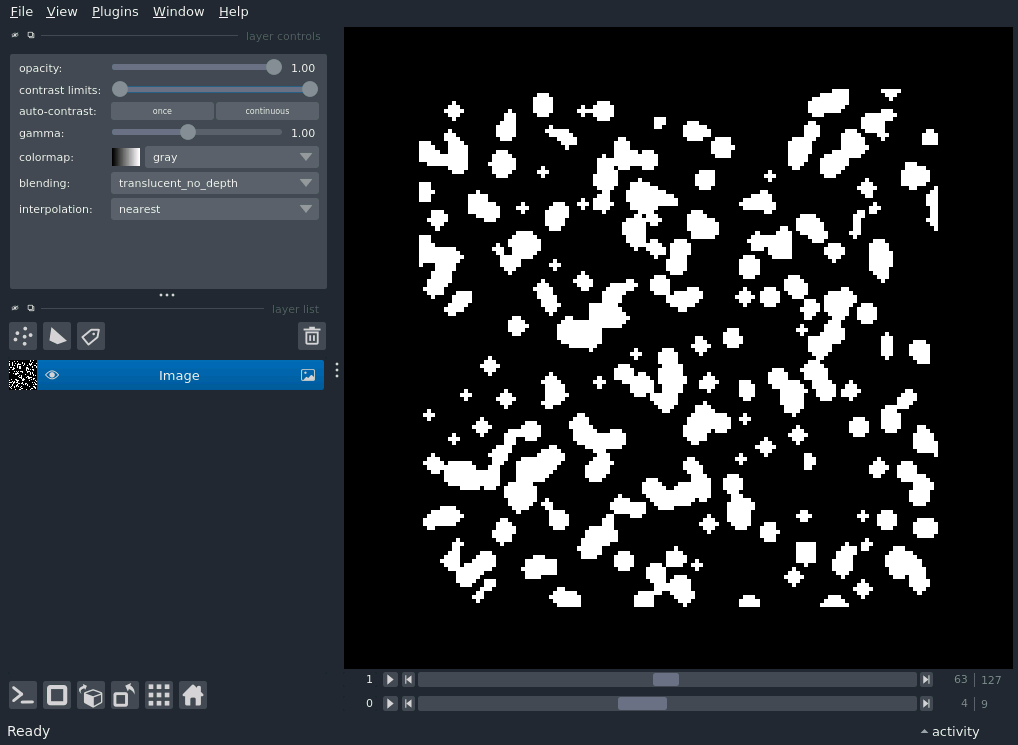 File View Plugins Window Help
layer controls
opacity: 1.00
contrast limits:
auto-contrast: once continuous
gamma: 1.00
colormap: gray
blending: translucent_no_depth
interpolation: nearest
layer list
Image
1 63 127
0 4 9
Ready activity